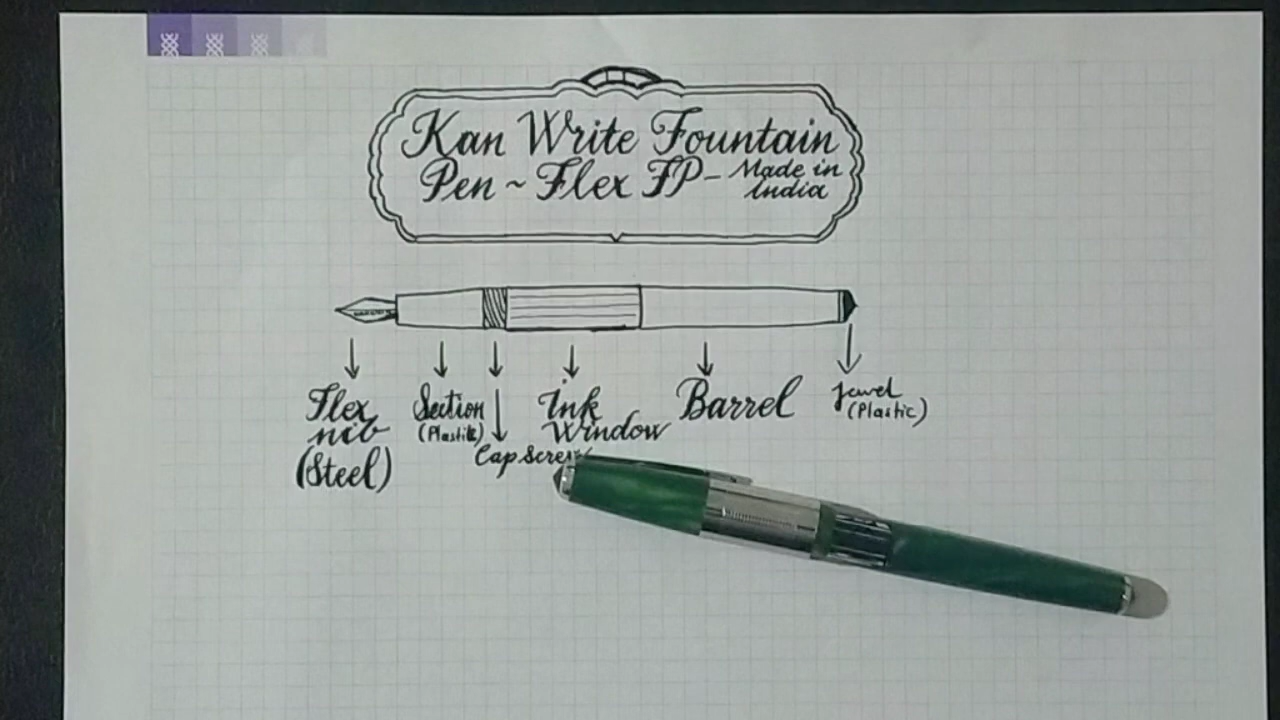 Kan Write Fountain
Pen ~ Flex FP - Made in
India
Flex
nib
(Steel)
Section
(Plastik)
Cap Screw
Ink
Window
Barrel
Jewel
(Plastic)